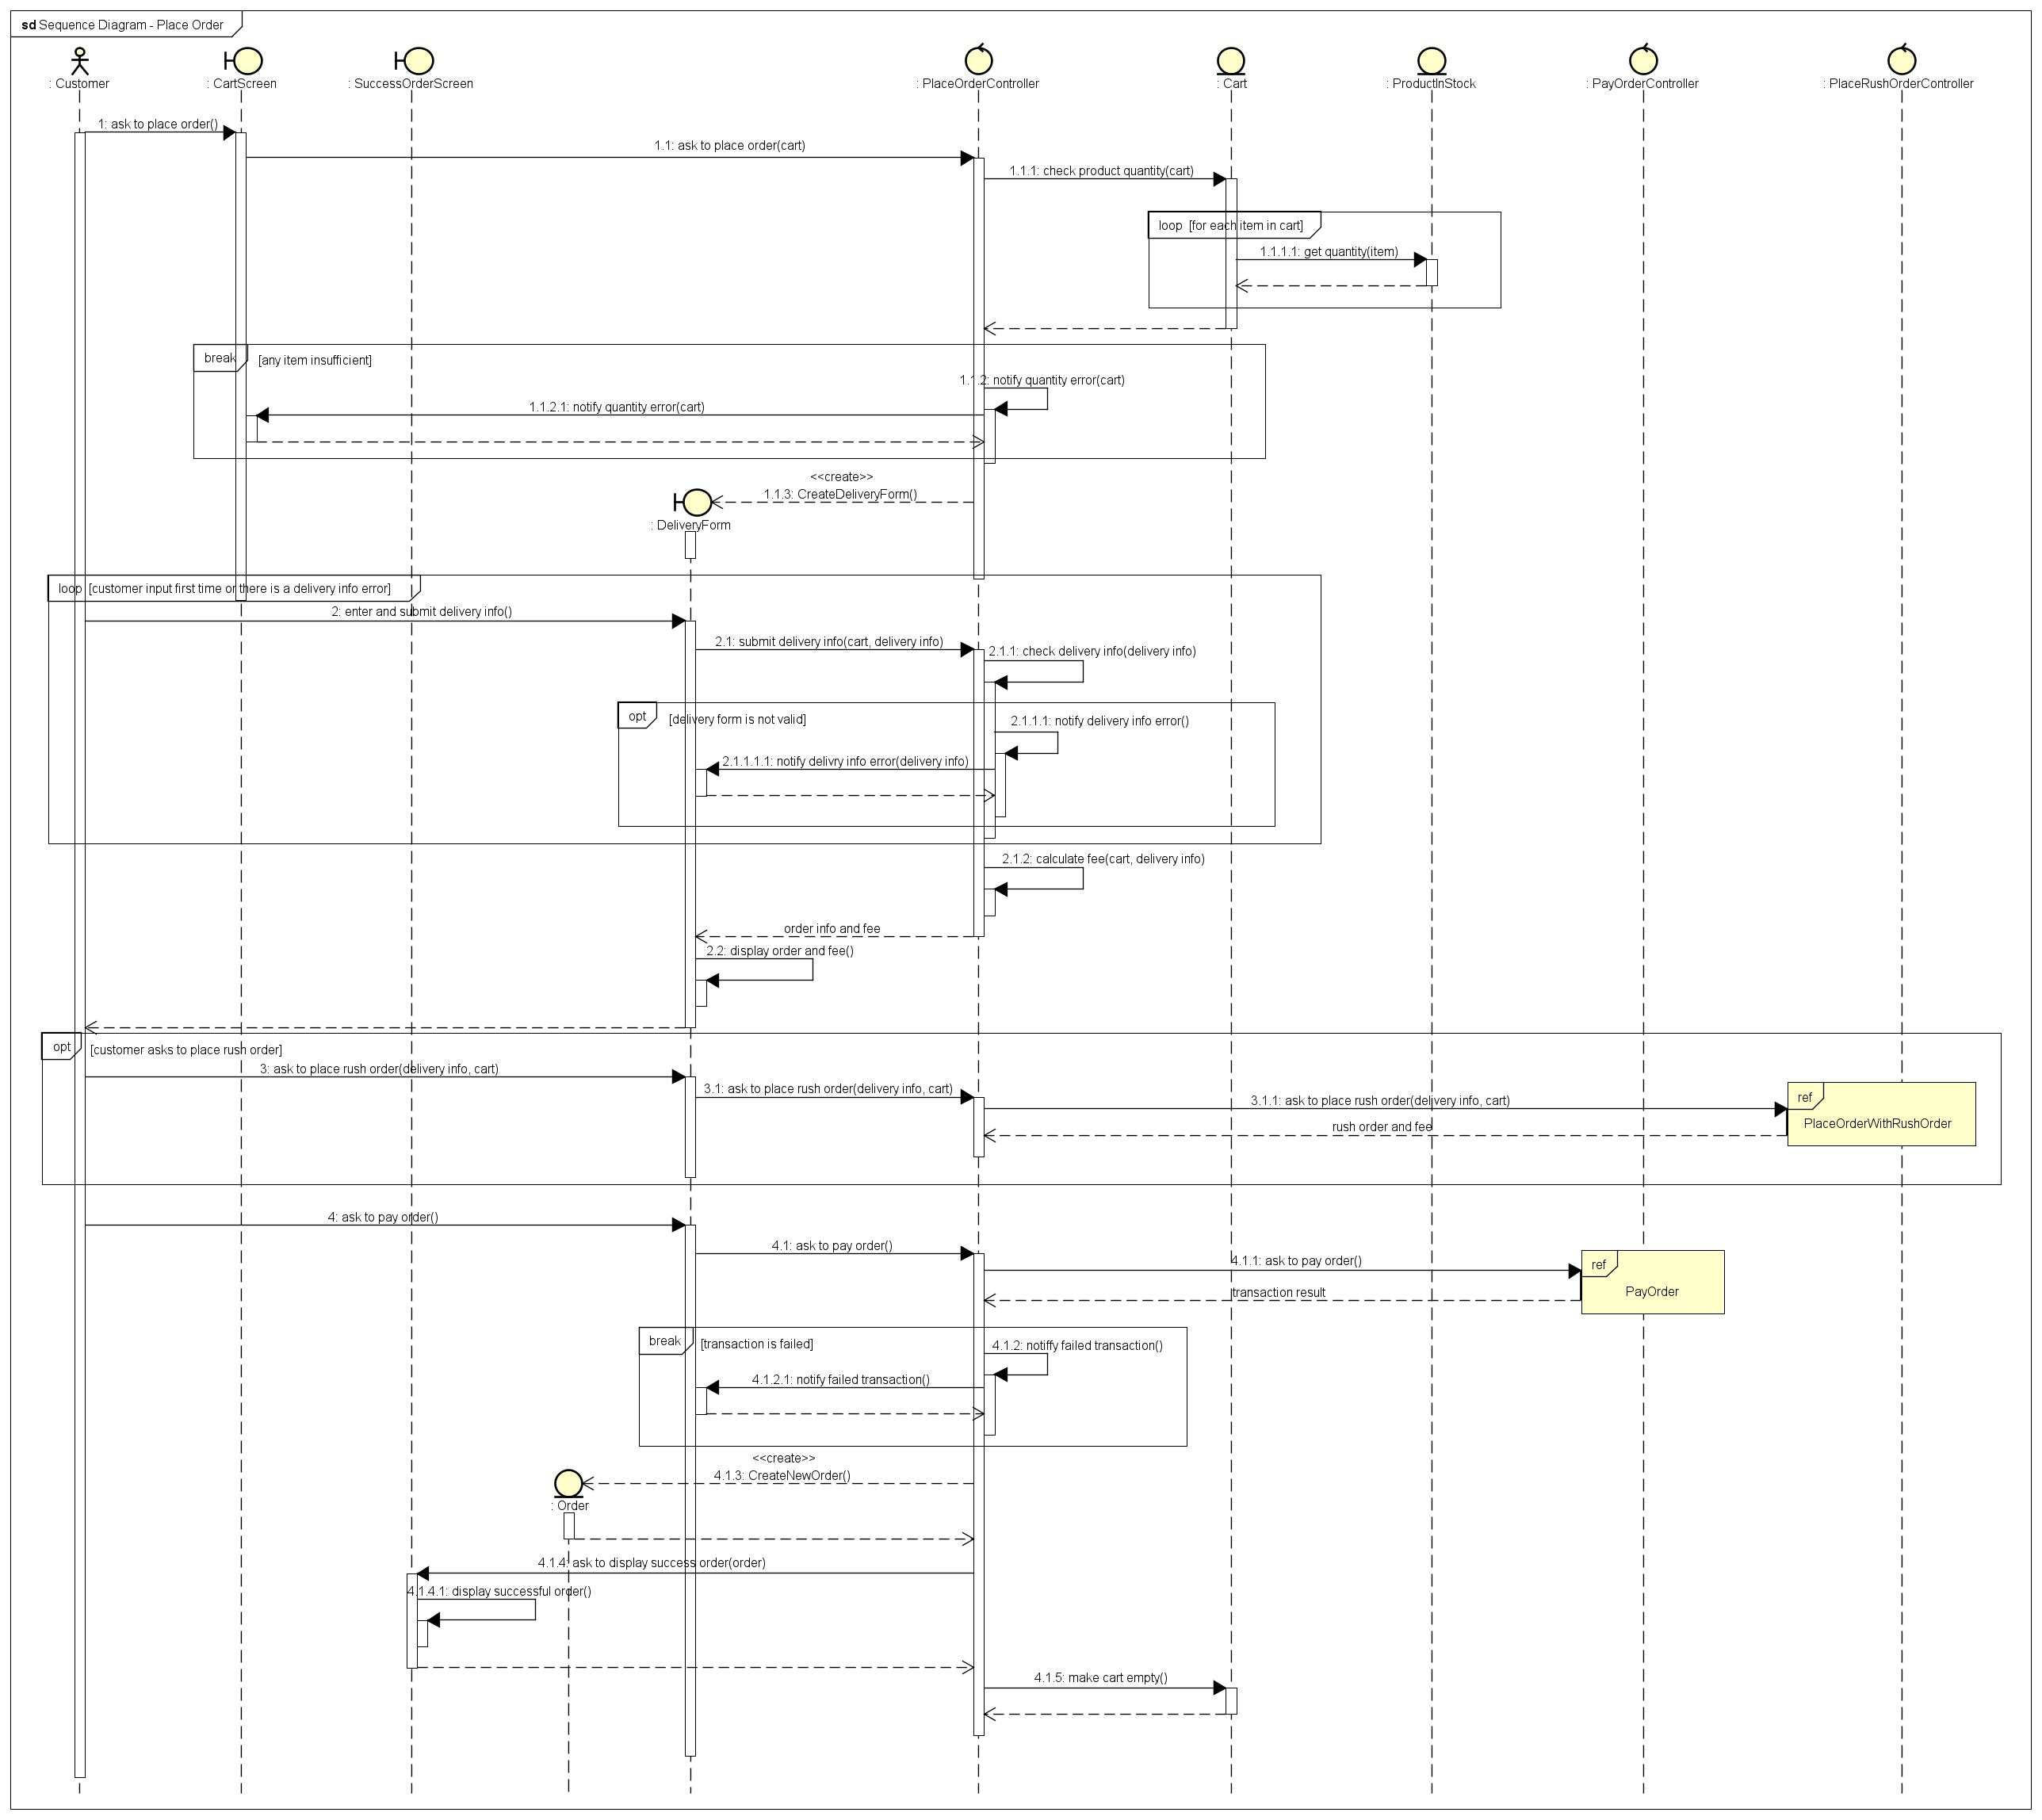 sd Sequence Diagram - Place Order
: Customer
: CartScreen
: SuccessOrderScreen
: PlaceOrderController
: Cart
: ProductInStock
: PayOrderController
: PlaceRushOrderController
1: ask to place order()
1.1: ask to place order(cart)
1.1.1: check product quantity(cart)
loop [for each item in cart]
1.1.1.1: get quantity(item)
break [any item insufficient]
1.1.2: notify quantity error(cart)
1.1.2.1: notify quantity error(cart)
<<create>>
1.1.3: CreateDeliveryForm()
: DeliveryForm
loop [customer input first time or there is a delivery info error]
2: enter and submit delivery info()
2.1: submit delivery info(cart, delivery info)
2.1.1: check delivery info(delivery info)
opt [delivery form is not valid]
2.1.1.1: notify delivery info error()
2.1.1.1.1: notify delivry info error(delivery info)
2.1.2: calculate fee(cart, delivery info)
order info and fee
2.2: display order and fee()
opt [customer asks to place rush order]
3: ask to place rush order(delivery info, cart)
3.1: ask to place rush order(delivery info, cart)
3.1.1: ask to place rush order(delivery info, cart)
ref
PlaceOrderWithRushOrder
rush order and fee
4: ask to pay order()
4.1: ask to pay order()
4.1.1: ask to pay order()
ref
PayOrder
transaction result
break [transaction is failed]
4.1.2: notiffy failed transaction()
4.1.2.1: notify failed transaction()
<<create>>
4.1.3: CreateNewOrder()
: Order
4.1.4: ask to display success order(order)
4.1.4.1: display successful order()
4.1.5: make cart empty()